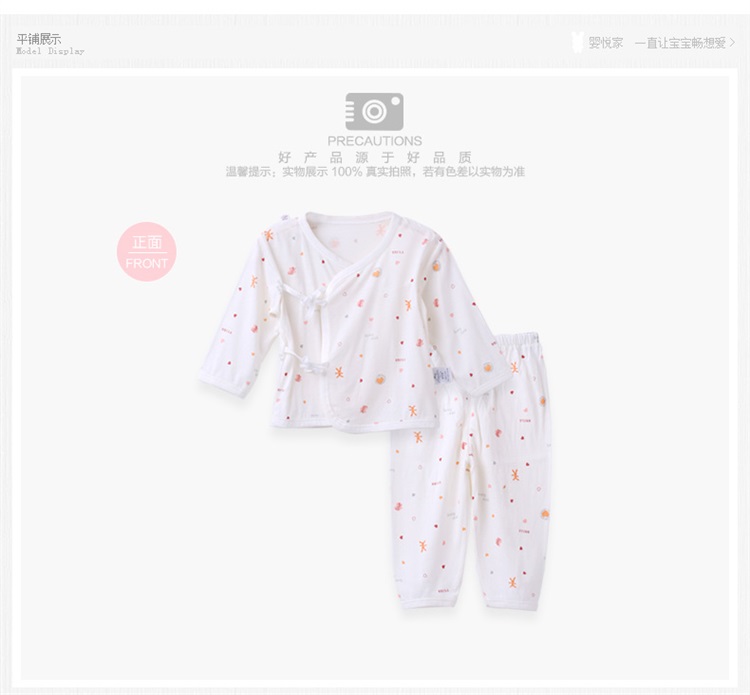 平铺展示
Model Display
婴悦家 一直让宝宝畅想爱 >
PRECAUTIONS
好产品源于好品质
温馨提示：实物展示 100% 真实拍照，若有色差以实物为准
正面
FRONT